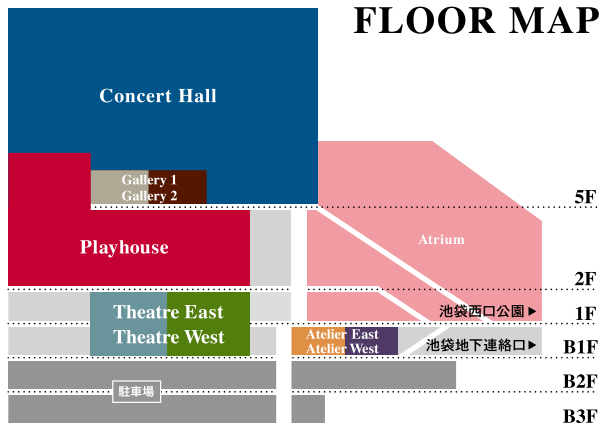 FLOOR MAP
Concert Hall
Gallery 1
Gallery 2
5F
Playhouse
Atrium
2F
Theatre East
Theatre West
池袋西口公園▶
1F
Atelier East
Atelier West
池袋地下連絡口▶
B1F
B2F
駐車場
B3F